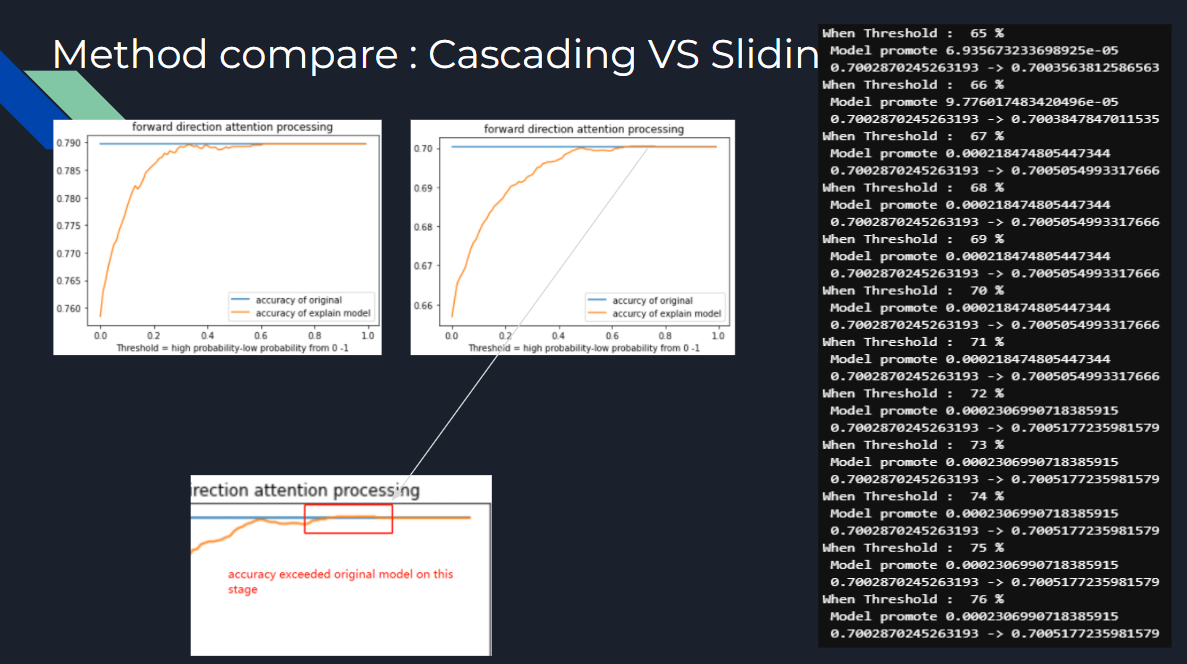 Method compare : Cascading VS Slidin
forward direction attention processing
0.790
0.785
0.780
0.775
0.770
0.765
0.760
accuracy of original
accurcy of explain model
0.0 0.2 0.4 0.6 0.8 1.0
Threshold = high probability-low probability from 0 -1
forward direction attention processing
0.70
0.69
0.68
0.67
0.66
accurcy of original
accurcy of explain model
0.0 0.2 0.4 0.6 0.8 1.0
Threshold = high probability-low probability from 0 -1
irection attention processing
accuracy exceeded original model on this
stage
When Threshold : 65 %
Model promote 6.935673233698925e-05
0.7002870245263193 -> 0.7003563812586563
When Threshold : 66 %
Model promote 9.776017483420496e-05
0.7002870245263193 -> 0.7003847847011535
When Threshold : 67 %
Model promote 0.000218474805447344
0.7002870245263193 -> 0.7005054993317666
When Threshold : 68 %
Model promote 0.000218474805447344
0.7002870245263193 -> 0.7005054993317666
When Threshold : 69 %
Model promote 0.000218474805447344
0.7002870245263193 -> 0.7005054993317666
When Threshold : 70 %
Model promote 0.000218474805447344
0.7002870245263193 -> 0.7005054993317666
When Threshold : 71 %
Model promote 0.000218474805447344
0.7002870245263193 -> 0.7005054993317666
When Threshold : 72 %
Model promote 0.0002306990718385915
0.7002870245263193 -> 0.7005177235981579
When Threshold : 73 %
Model promote 0.0002306990718385915
0.7002870245263193 -> 0.7005177235981579
When Threshold : 74 %
Model promote 0.0002306990718385915
0.7002870245263193 -> 0.7005177235981579
When Threshold : 75 %
Model promote 0.0002306990718385915
0.7002870245263193 -> 0.7005177235981579
When Threshold : 76 %
Model promote 0.0002306990718385915
0.7002870245263193 -> 0.7005177235981579